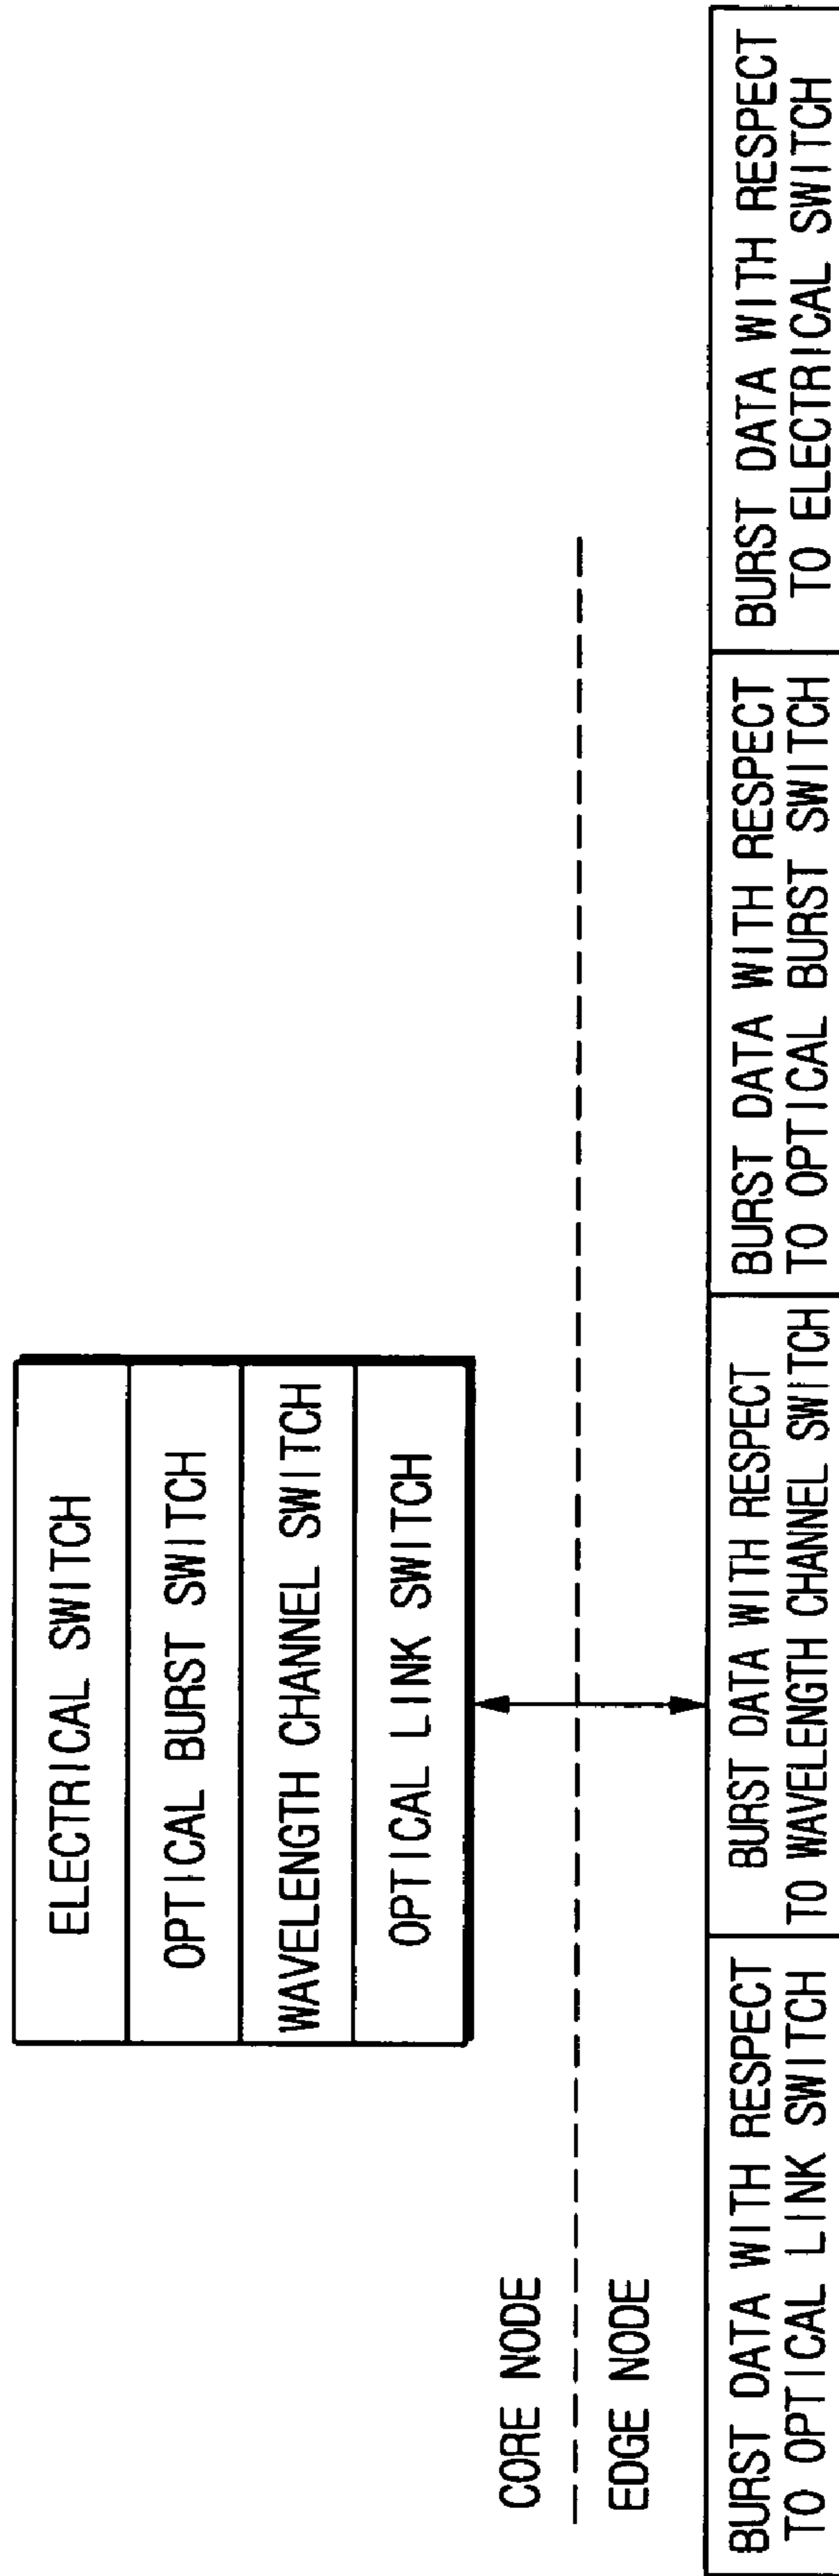 ELECTRICAL SWITCH
OPTICAL BURST SWITCH
WAVELENGTH CHANNEL SWITCH
OPTICAL LINK SWITCH
CORE NODE
EDGE NODE
BURST DATA WITH RESPECT
TO OPTICAL LINK SWITCH
BURST DATA WITH RESPECT
TO WAVELENGTH CHANNEL SWITCH
BURST DATA WITH RESPECT
TO OPTICAL BURST SWITCH
BURST DATA WITH RESPECT
TO ELECTRICAL SWITCH